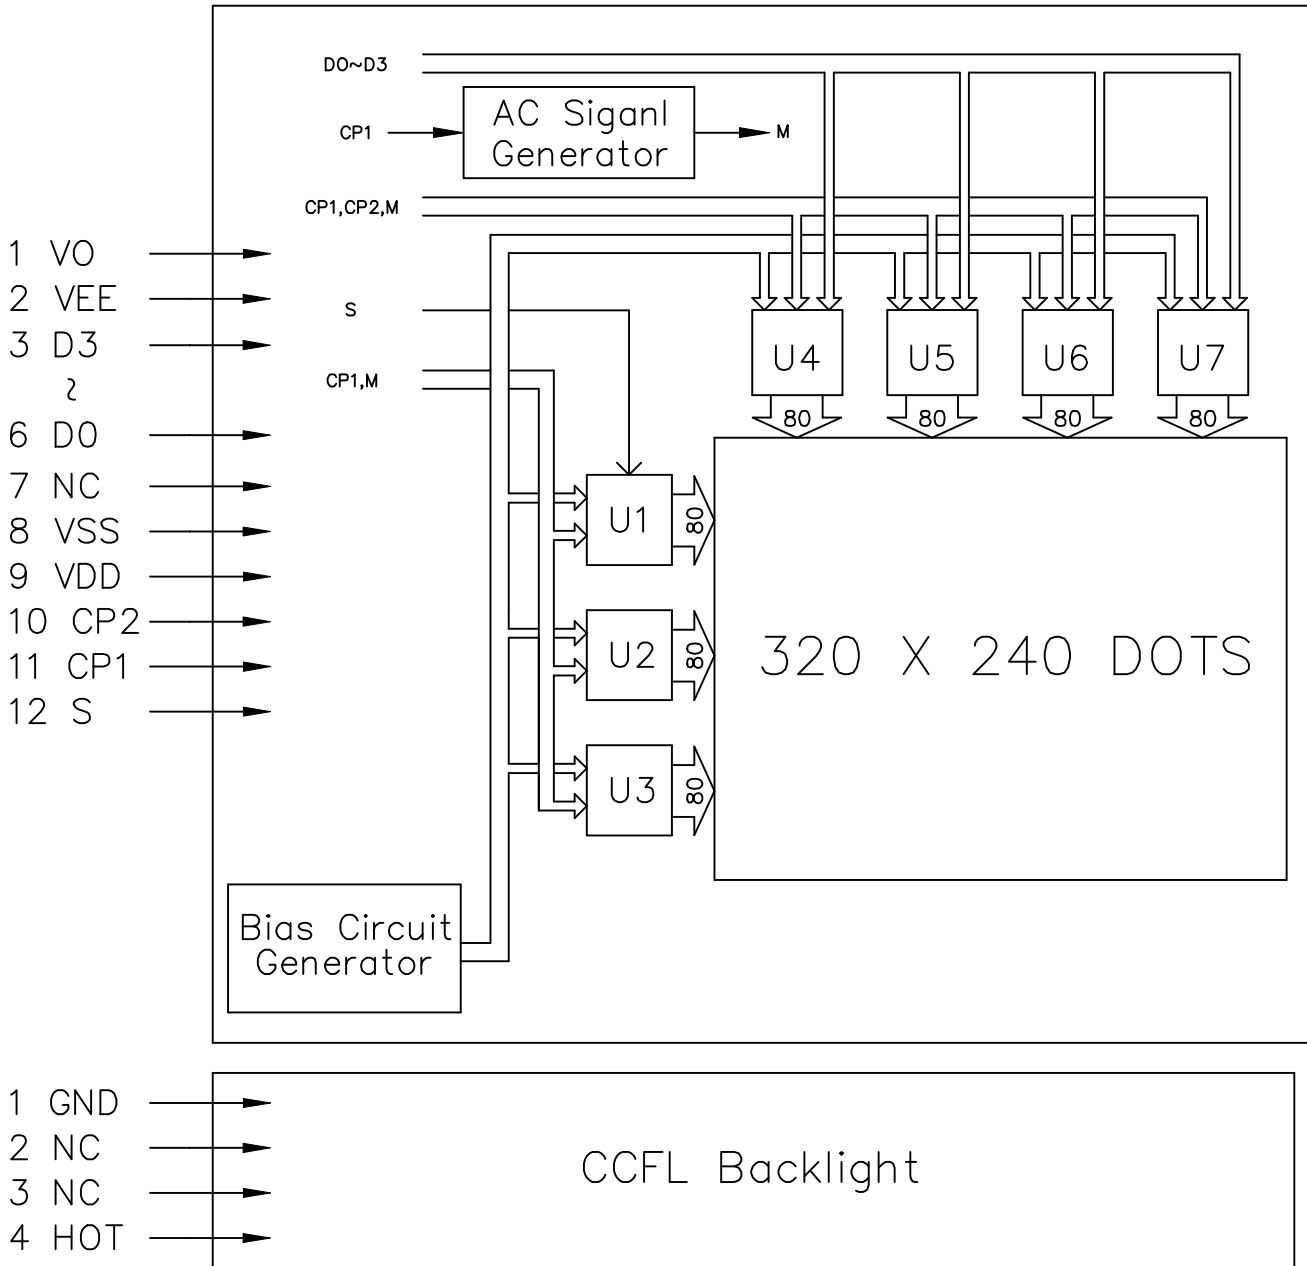 DO~D3
CP1
AC Siganl
Generator
M
CP1,CP2,M
1 VO
2 VEE
3 D3
~
6 DO
7 NC
8 VSS
9 VDD
10 CP2
11 CP1
12 S
S
CP1,M
U4
U5
U6
U7
80
80
80
80
U1
80
U2
80
U3
80
320 X 240 DOTS
Bias Circuit
Generator
1 GND
2 NC
3 NC
4 HOT
CCFL Backlight